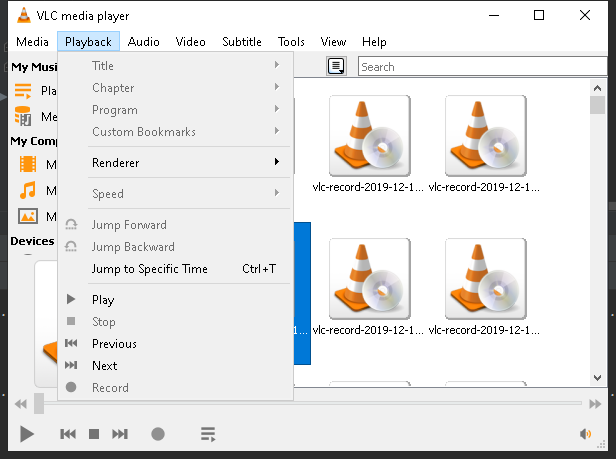 VLC media player
Media Playback Audio Video Subtitle Tools View Help
My Musi
Search
Pla
Me
My Comp
M
M
M
Devices
Title
Chapter
Program
Custom Bookmarks
Renderer
Speed
Jump Forward
Jump Backward
Jump to Specific Time Ctrl+T
Play
Stop
Previous
Next
Record
vlc-record-2019-12-1... vlc-record-2019-12-1...
1... vlc-record-2019-12-1... vlc-record-2019-12-1...